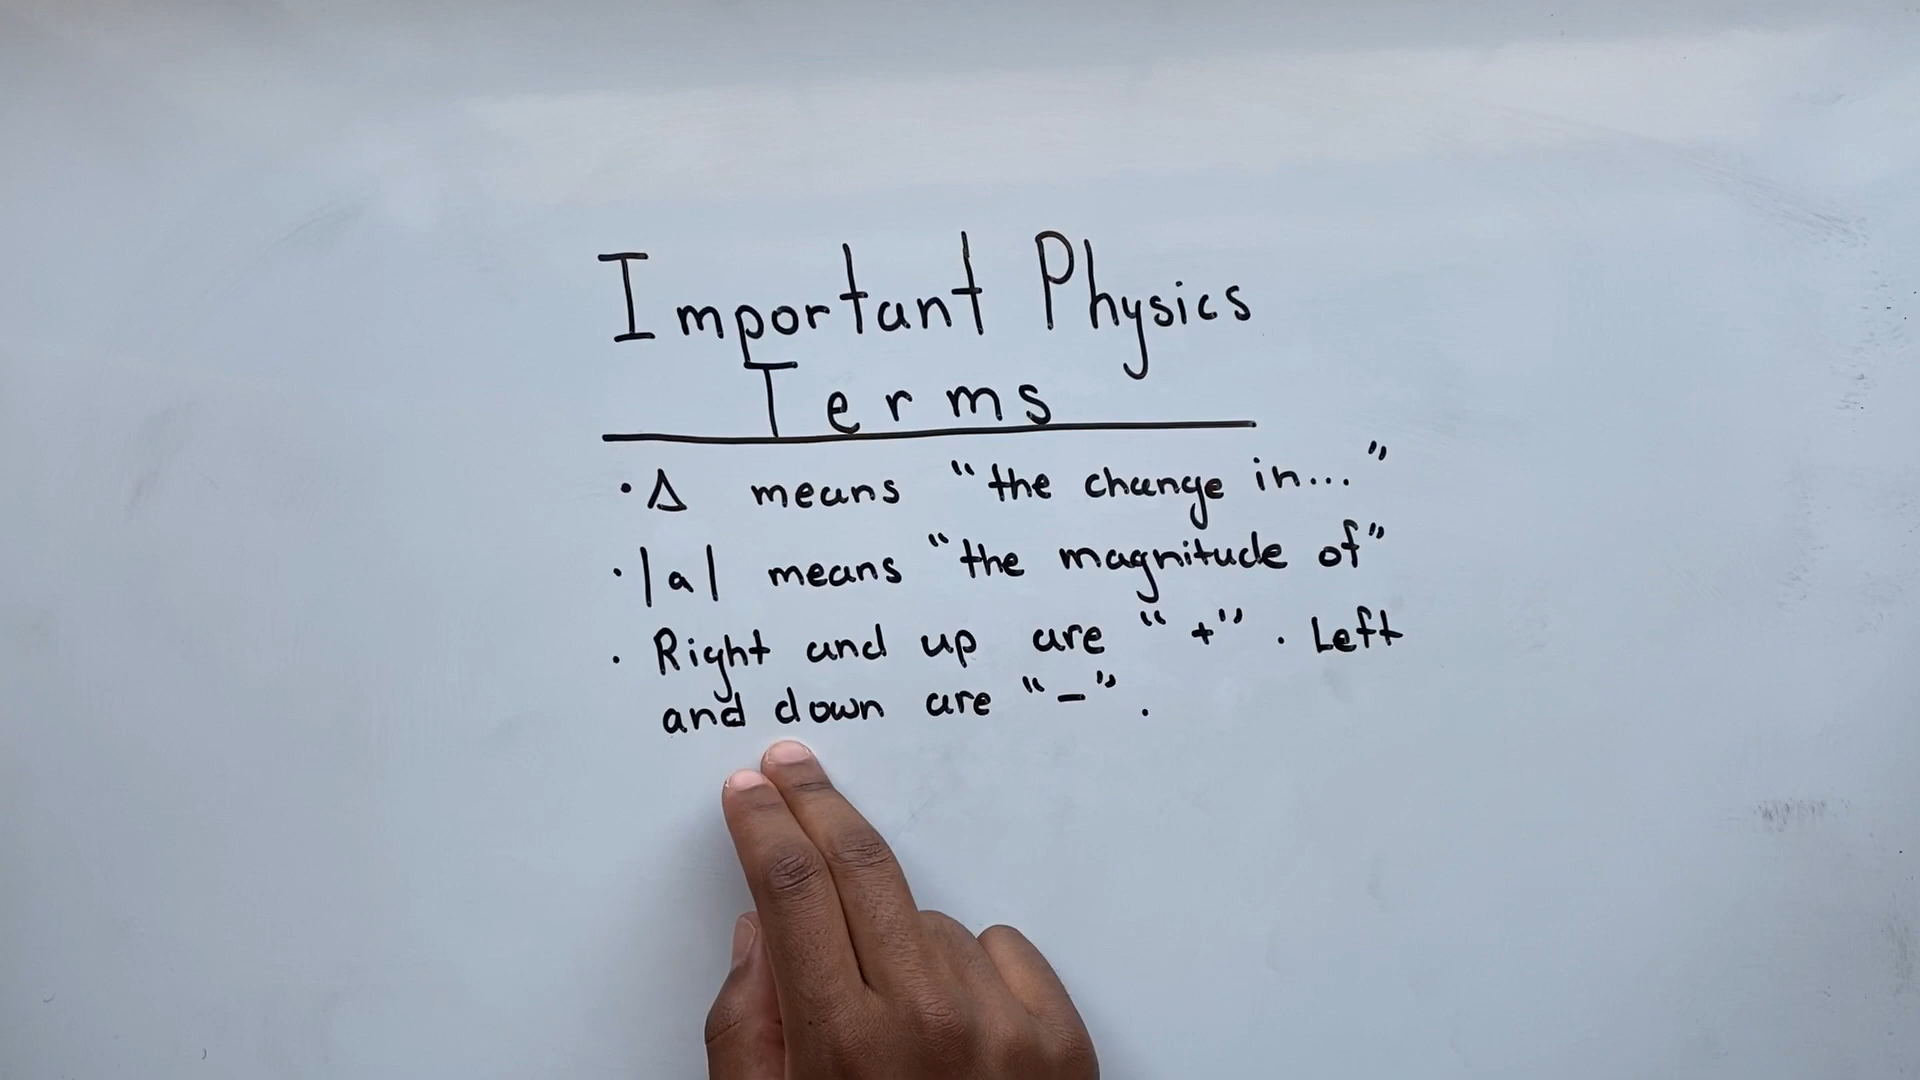 Important Physics
Terms
• Δ means “the change in...”
• |a| means “the magnitude of”
• Right and up are “+”. Left
and down are “-”.